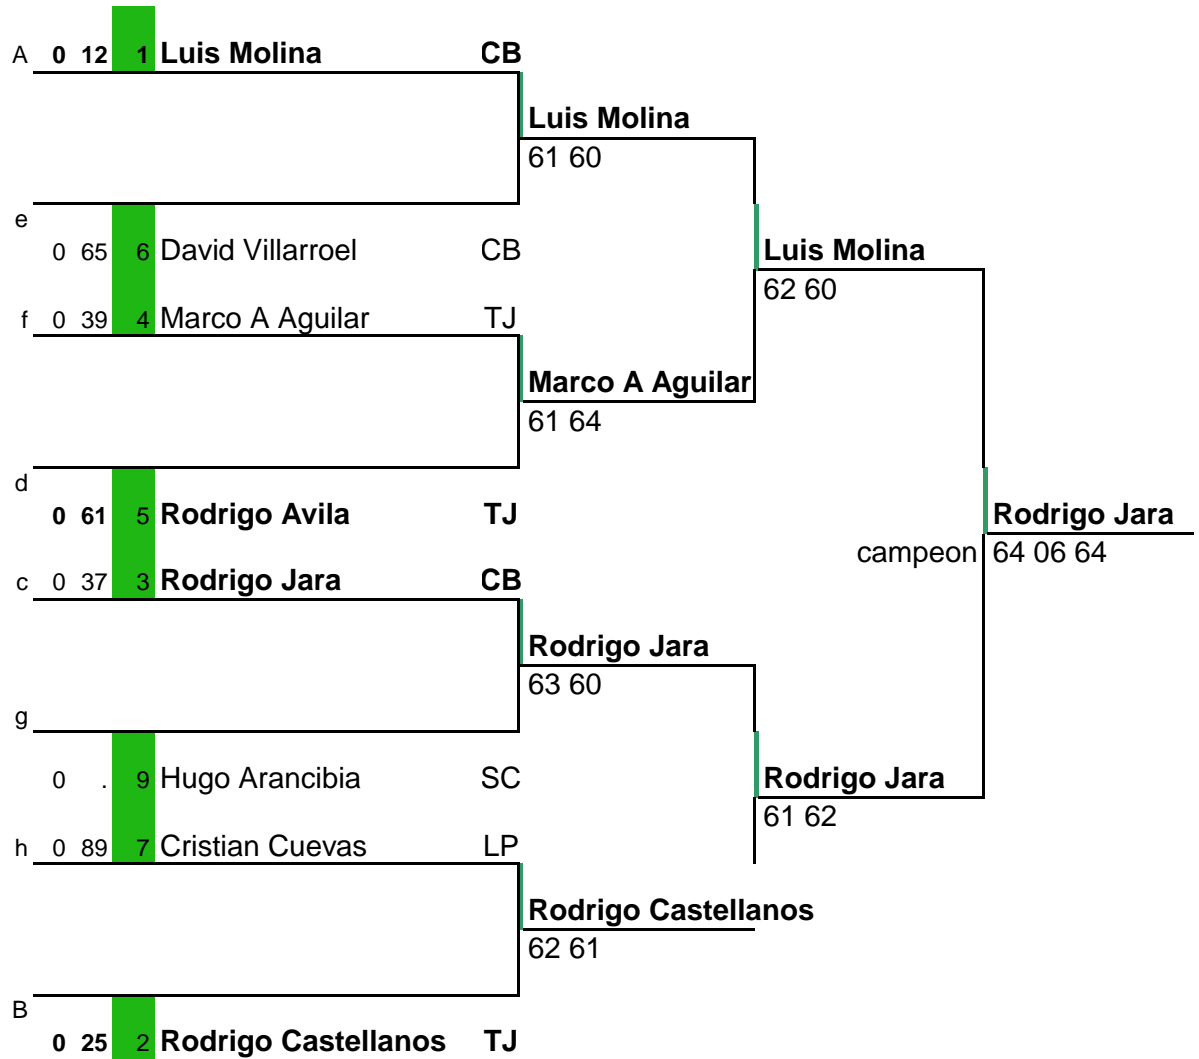 A 0 12 1 Luis Molina CB
Luis Molina
61 60
e
0 65 6 David Villarroel CB
Luis Molina
62 60
f 0 39 4 Marco A Aguilar TJ
Marco A Aguilar
61 64
d
0 61 5 Rodrigo Avila TJ
Rodrigo Jara
campeon 64 06 64
c 0 37 3 Rodrigo Jara CB
Rodrigo Jara
63 60
g
0 . 9 Hugo Arancibia SC
Rodrigo Jara
61 62
h 0 89 7 Cristian Cuevas LP
Rodrigo Castellanos
62 61
B
0 25 2 Rodrigo Castellanos TJ